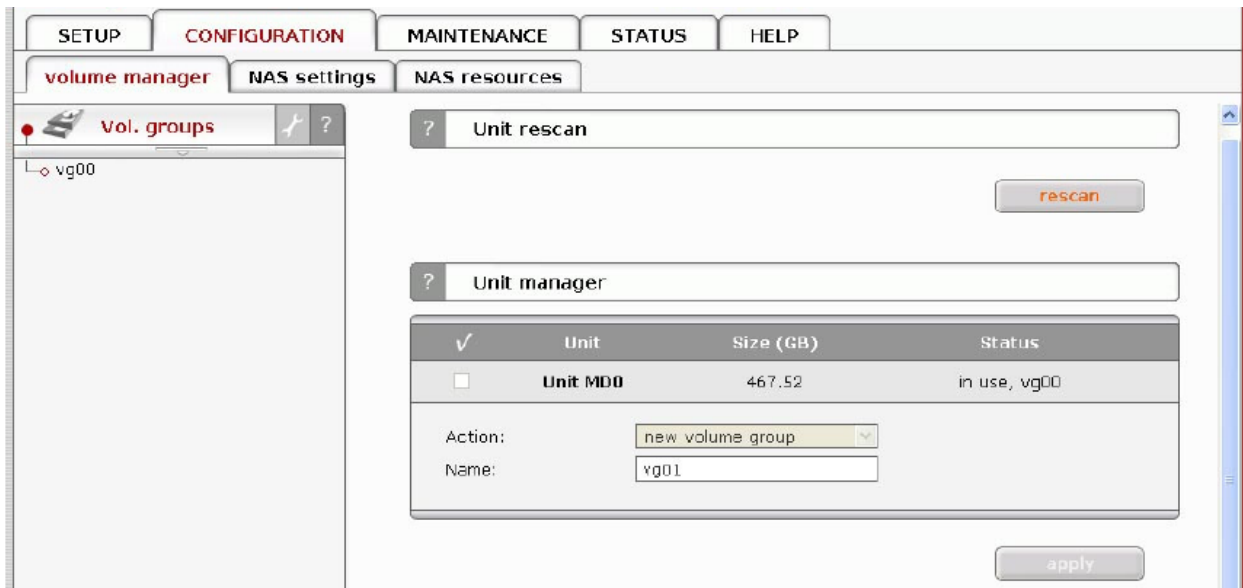 SETUP CONFIGURATION MAINTENANCE STATUS HELP
volume manager NAS settings NAS resources
Vol. groups ?
vg00
? Unit rescan
rescan
? Unit manager
Unit Size (GB) Status
Unit MD0 467.52 in use, vg00
Action: new volume group
Name: vg01
apply